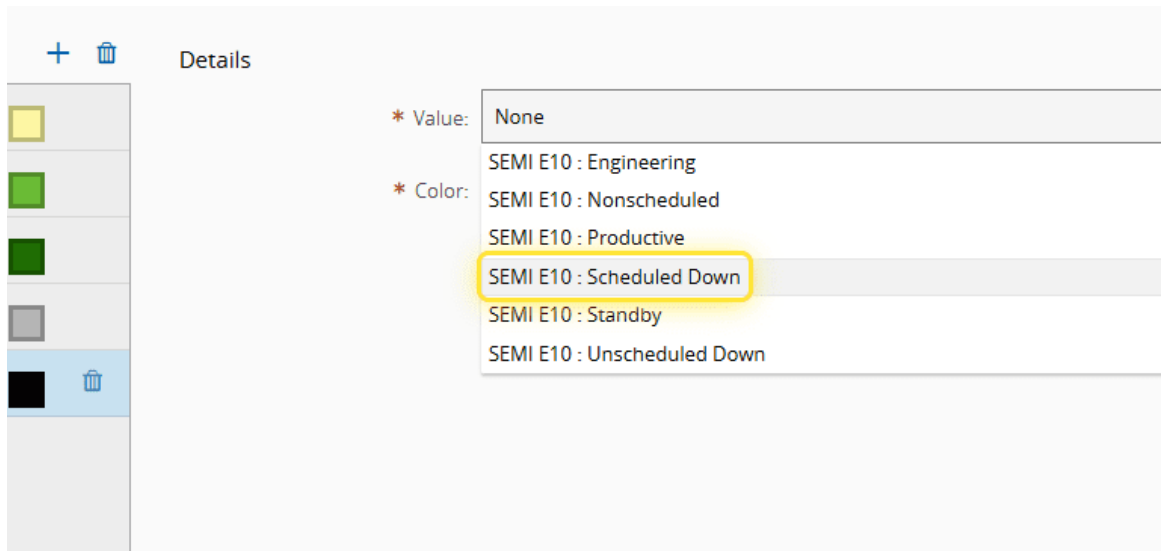 Details
* Value: None
SEMI E10 : Engineering
* Color:
SEMI E10 : Nonscheduled
SEMI E10 : Productive
SEMI E10 : Scheduled Down
SEMI E10 : Standby
SEMI E10 : Unscheduled Down